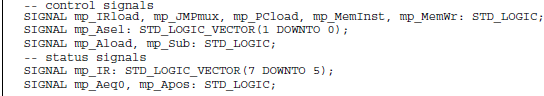 -- control signals
SIGNAL mp_IRload, mp_JMPmux, mp_PCload, mp_MemInst, mp_MemWr: STD_LOGIC;
SIGNAL mp_Asel: STD_LOGIC_VECTOR(1 DOWNTO 0);
SIGNAL mp_Aload, mp_Sub: STD_LOGIC;
-- status signals
SIGNAL mp_IR: STD_LOGIC_VECTOR(7 DOWNTO 5);
SIGNAL mp_Aeq0, mp_Apos: STD_LOGIC;